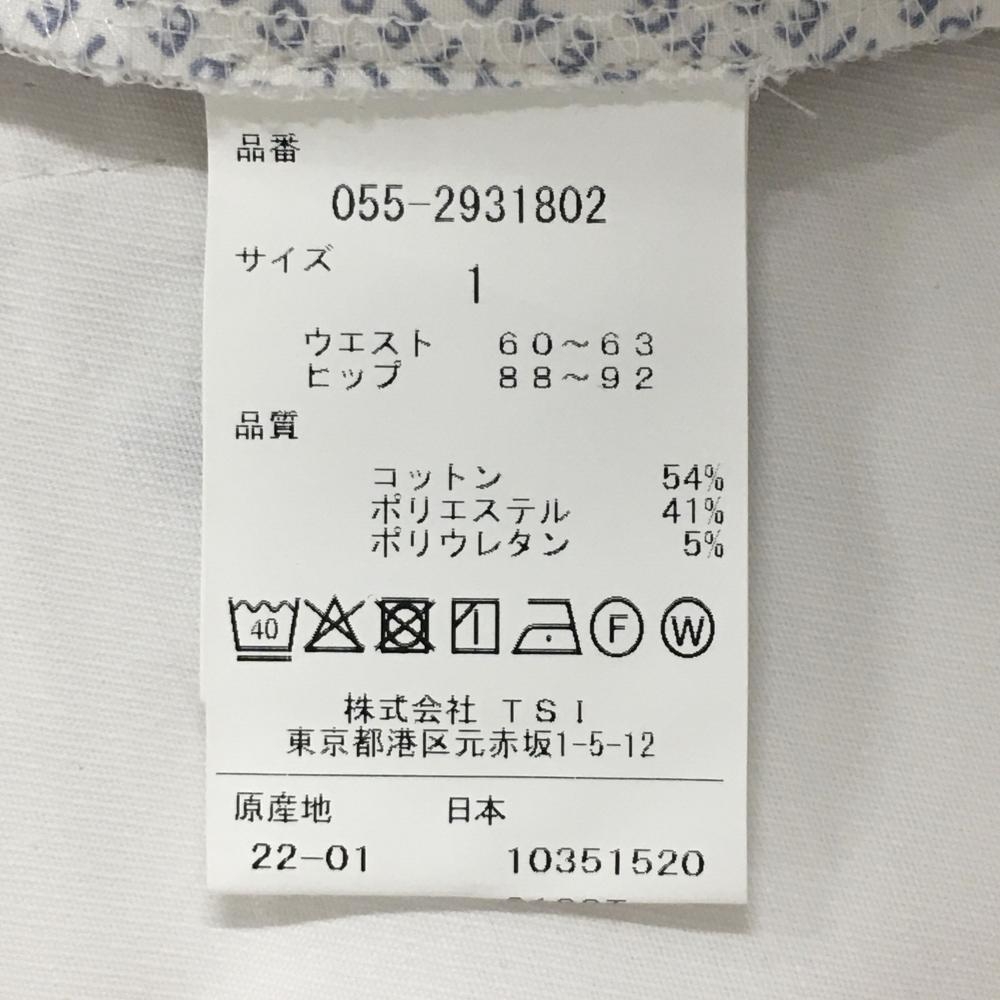 品番
055-2931802
サイズ
1
ウエスト 60～63
ヒップ 88～92
品質
コットン 54%
ポリエステル 41%
ポリウレタン 5%
40 F W
株式会社 TSI
東京都港区元赤坂1-5-12
原産地 日本
22-01 10351520